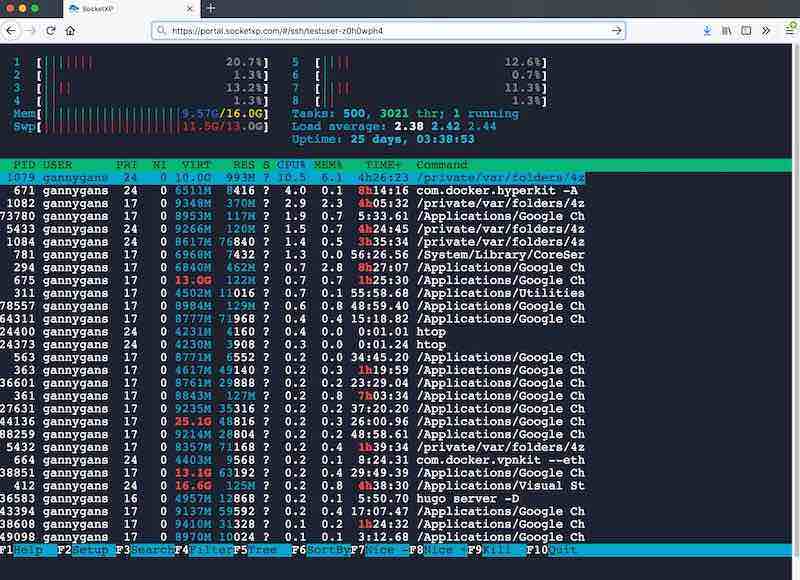 SocketXP
https://portal.socketxp.com/#/ssh/testuser-z0h0wph4
1 [|||||||| 20.7%] 5 [|||| 12.6%]
2 [| 1.3%] 6 [| 0.7%]
3 [|||| 13.2%] 7 [|||| 11.3%]
4 [| 1.3%] 8 [| 1.3%]
Mem[ 9.57G/16.0G] Tasks: 500, 3021 thr; 1 running
Swp[ 11.5G/13.0G] Load average: 2.38 2.42 2.44
Uptime: 25 days, 03:38:53
PID USER PRI NI VIRT RES S CPU% MEM% TIME+ Command
1079 gannygans 24 0 10.0G 993M ? 10.5 6.1 4h26:23 /private/var/folders/4z
671 gannygans 24 0 6511M 8416 ? 4.0 0.1 8h14:16 com.docker.hyperkit -A
1082 gannygans 17 0 9348M 370M ? 2.9 2.3 4h05:32 /private/var/folders/4z
73780 gannygans 17 0 8953M 117M ? 1.9 0.7 5:33.61 /Applications/Google Ch
5433 gannygans 24 0 9266M 120M ? 1.5 0.7 4h24:45 /private/var/folders/4z
1084 gannygans 24 0 8617M 76840 ? 1.4 0.5 3h35:34 /private/var/folders/4z
781 gannygans 17 0 6968M 7432 ? 1.3 0.0 56:26.56 /System/Library/CoreSer
294 gannygans 17 0 6840M 462M ? 0.7 2.8 8h27:07 /Applications/Google Ch
675 gannygans 17 0 13.0G 122M ? 0.7 0.7 1h25:30 /Applications/Google Ch
311 gannygans 17 0 4502M 11016 ? 0.7 0.1 55:58.68 /Applications/Utilities
78557 gannygans 17 0 8984M 129M ? 0.6 0.8 48:59.40 /Applications/Google Ch
64311 gannygans 17 0 8777M 71968 ? 0.4 0.4 15:18.82 /Applications/Google Ch
24400 gannygans 24 0 4231M 4160 ? 0.4 0.0 0:01.01 htop
24373 gannygans 24 0 4230M 3908 ? 0.3 0.0 0:01.24 htop
563 gannygans 17 0 8771M 6552 ? 0.2 0.0 34:45.20 /Applications/Google Ch
363 gannygans 17 0 4617M 49140 ? 0.2 0.3 1h19:59 /Applications/Google Ch
36601 gannygans 17 0 8761M 29888 ? 0.2 0.2 23:29.04 /Applications/Google Ch
361 gannygans 17 0 8843M 127M ? 0.2 0.8 7h03:34 /Applications/Google Ch
27631 gannygans 17 0 9235M 35316 ? 0.2 0.2 37:20.20 /Applications/Google Ch
44136 gannygans 17 0 25.1G 48816 ? 0.2 0.3 26:00.96 /Applications/Google Ch
88259 gannygans 17 0 9214M 28804 ? 0.2 0.2 48:58.61 /Applications/Google Ch
5432 gannygans 17 0 8357M 71168 ? 0.2 0.4 1h39:34 /private/var/folders/4z
664 gannygans 24 0 4403M 9568 ? 0.2 0.1 8:24.31 com.docker.vpnkit --eth
38851 gannygans 17 0 13.1G 63192 ? 0.2 0.4 29:49.39 /Applications/Google Ch
412 gannygans 24 0 16.6G 125M ? 0.2 0.8 4h38:30 /Applications/Visual St
36583 gannygans 16 0 4957M 12868 ? 0.2 0.1 5:50.70 hugo server -D
43394 gannygans 17 0 9137M 59592 ? 0.2 0.4 17:07.47 /Applications/Google Ch
38608 gannygans 17 0 9410M 31328 ? 0.1 0.2 1h24:32 /Applications/Google Ch
49098 gannygans 17 0 8970M 10024 ? 0.1 0.1 3:12.68 /Applications/Google Ch
F1Help F2Setup F3SearchF4FilterF5Tree F6SortByF7Nice -F8Nice +F9Kill F10Quit